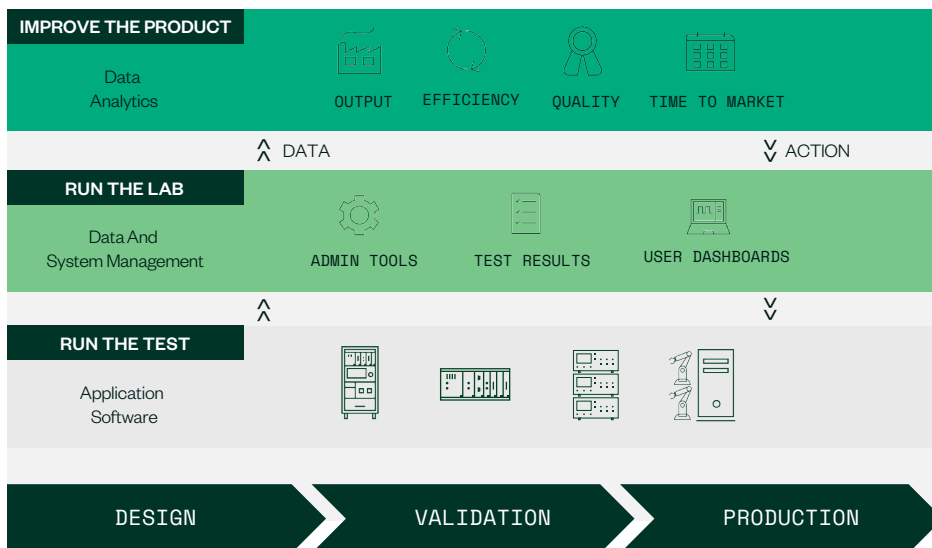 IMPROVE THE PRODUCT
Data
Analytics
OUTPUT
EFFICIENCY
QUALITY
TIME TO MARKET
DATA
ACTION
RUN THE LAB
Data And
System Management
ADMIN TOOLS
TEST RESULTS
USER DASHBOARDS
RUN THE TEST
Application
Software
DESIGN
VALIDATION
PRODUCTION